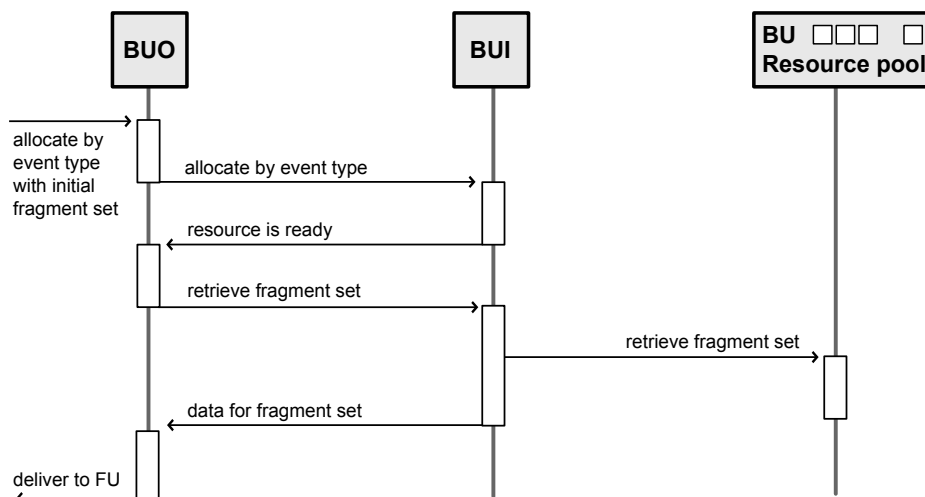 BUO
BUI
BU
Resource pool
allocate by
event type
with initial
fragment set
allocate by event type
resource is ready
retrieve fragment set
retrieve fragment set
data for fragment set
deliver to FU